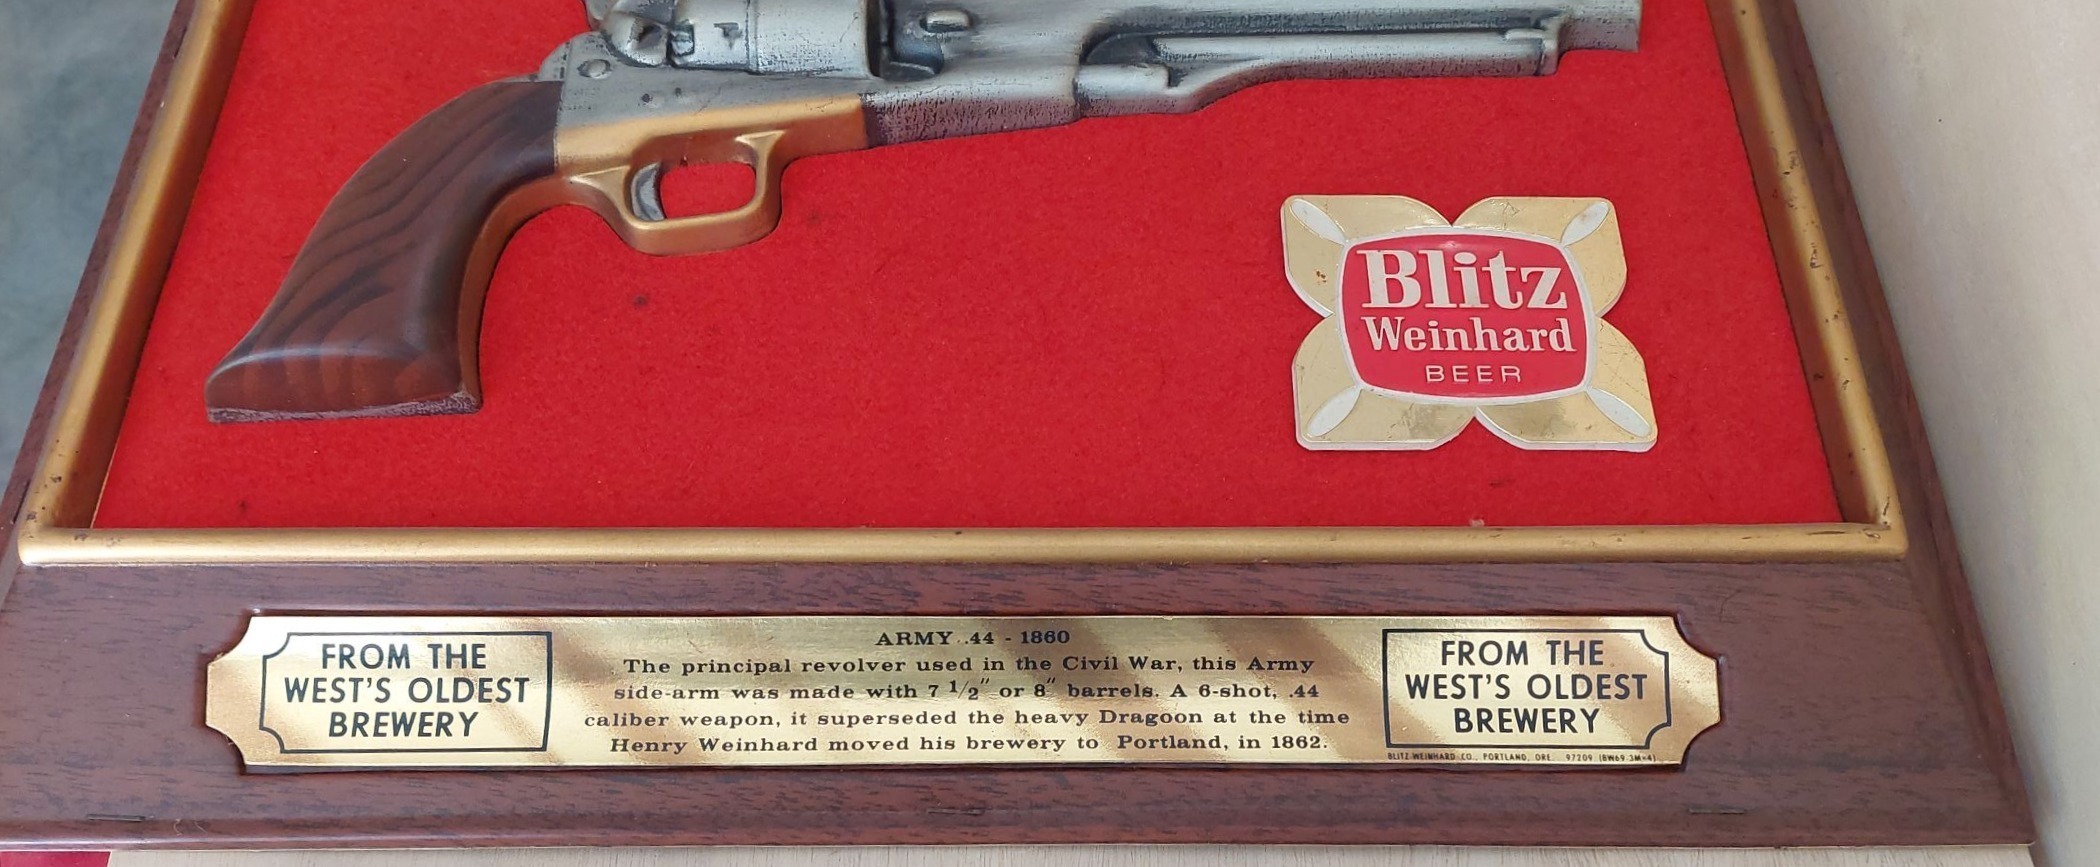 Blitz
Weinhard
BEER
FROM THE
WEST'S OLDEST
BREWERY
ARMY .44 - 1860
The principal revolver used in the Civil War, this Army
side-arm was made with 7 1/2" or 8" barrels. A 6-shot, .44
caliber weapon, it superseded the heavy Dragoon at the time
Henry Weinhard moved his brewery to Portland, in 1862.
FROM THE
WEST'S OLDEST
BREWERY
BLITZ-WEINHARD CO., PORTLAND, ORE. 97209 (BW69-3M-4)